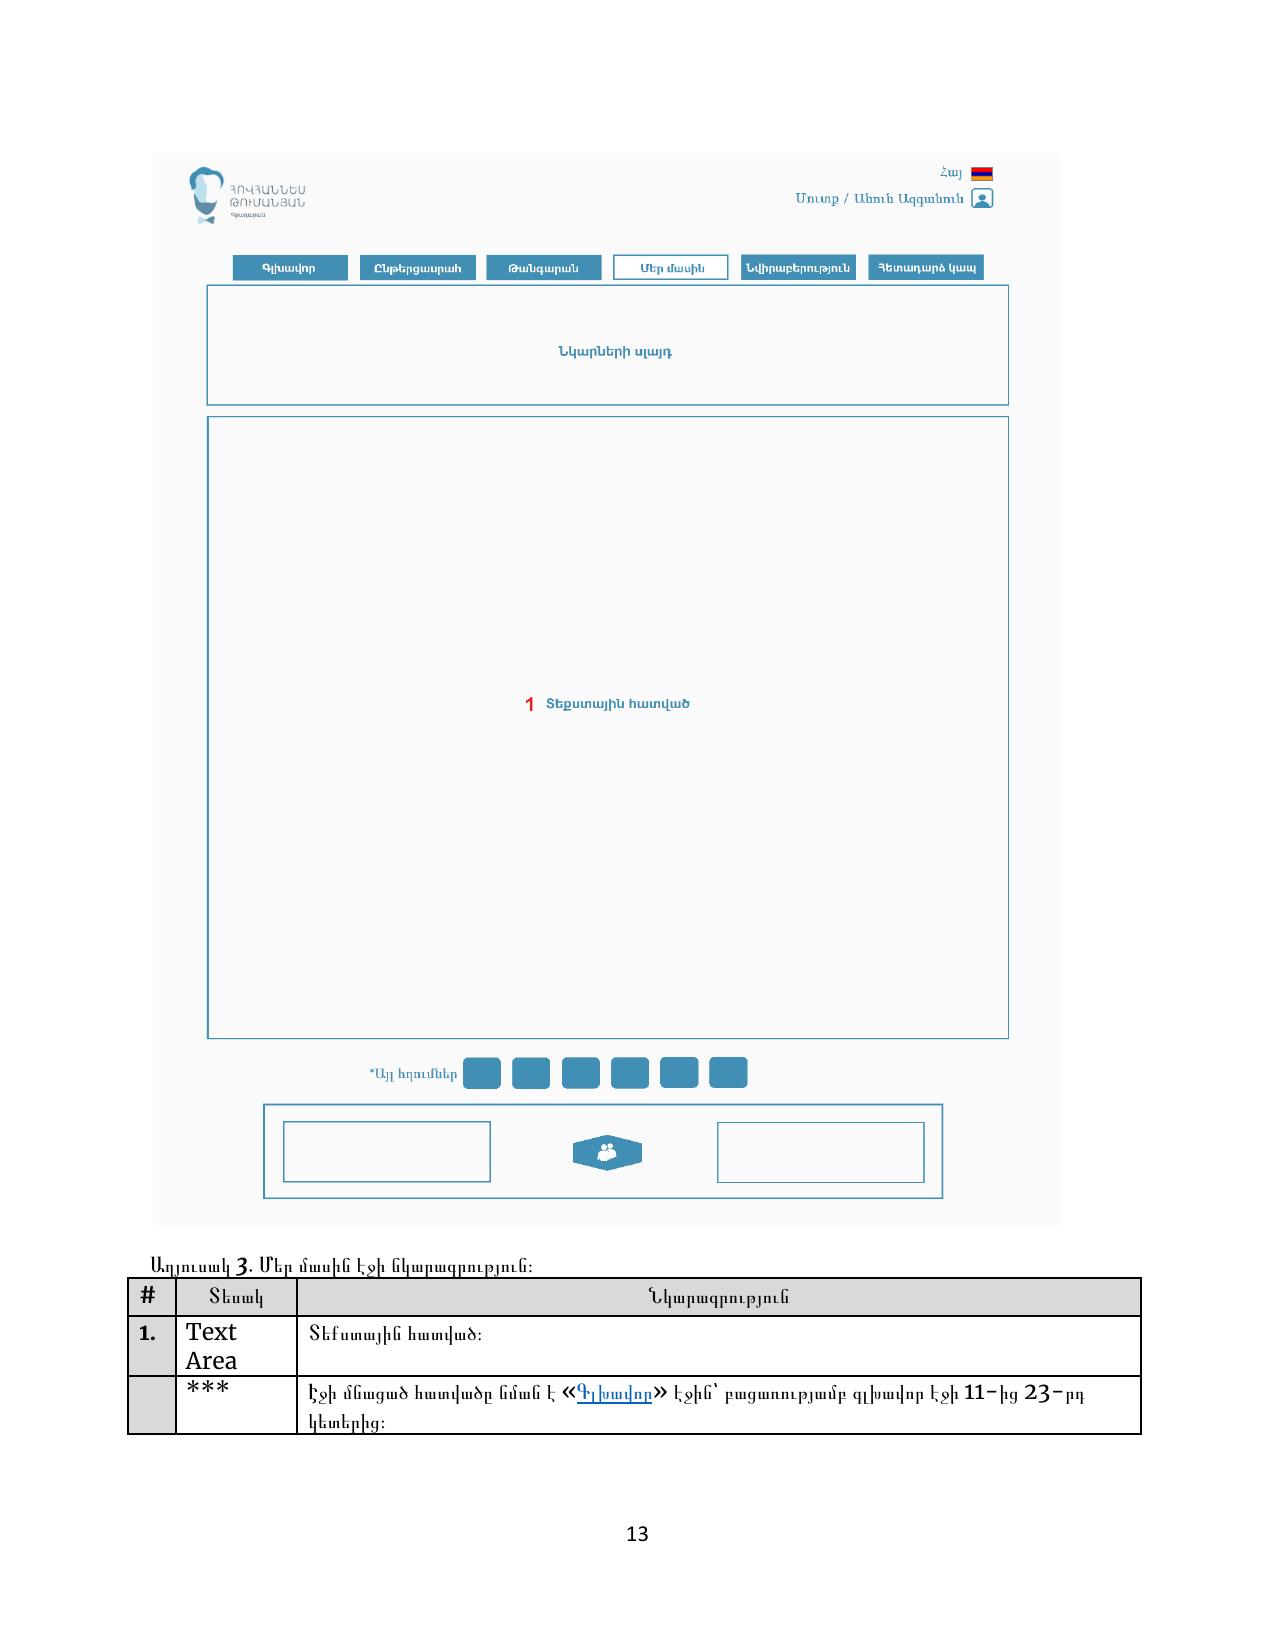 ՀՈՎՀԱՆՆԵՍ
ԹՈՒՄԱՆՅԱՆ
Գրադարան
Հայ
Մուտք / Անուն Ազգանուն
Գլխավոր
Ընթերցասրահ
Թանգարան
Մեր մասին
Նվիրաբերություն
Հետադարձ կապ
Նկարների սլայդ
1 Տեքստային հատված
*Այլ հղումներ
Աղյուսակ 3. Մեր մասին էջի նկարագրություն։
# Տեսակ Նկարագրություն
1. Text Area Տեքստային հատված։
*** Էջի մնացած հատվածը նման է «Գլխավոր» էջին՝ բացառությամբ գլխավոր էջի 11-ից 23-րդ
կետերից։
13